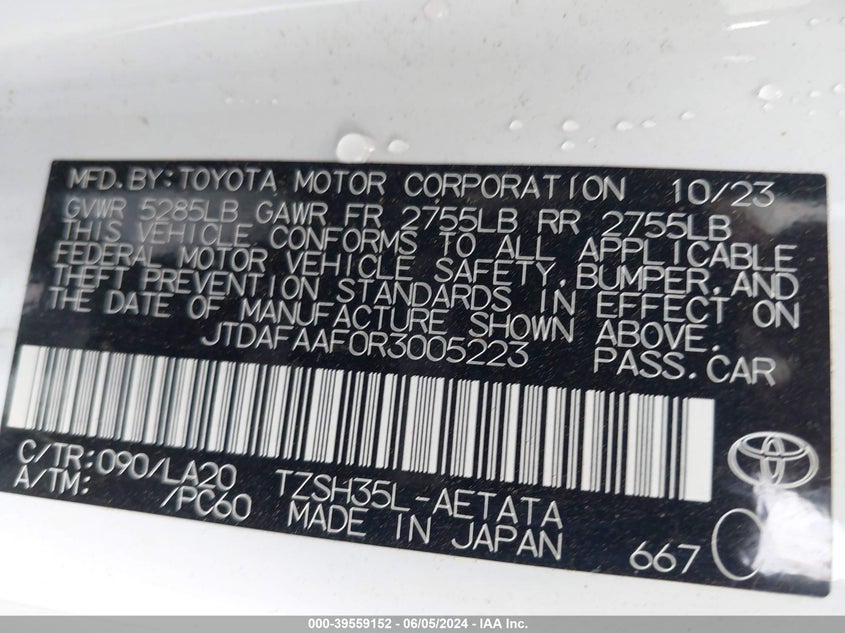 MFD.BY:TOYOTA MOTOR CORPORATION 10/23
GVWR 5285LB GAWR FR 2755LB RR 2755LB
THIS VEHICLE CONFORMS TO ALL APPLICABLE
FEDERAL MOTOR VEHICLE SAFETY,BUMPER,AND
THEFT PREVENTION STANDARDS IN EFFECT ON
THE DATE OF MANUFACTURE SHOWN ABOVE.
JTDAFAAF0R3005223 PASS.CAR
C/TR:090/LA20 TZSH35L-AETATA
A/TM: /PC60 MADE IN JAPAN
667
000-39559152 | 06/05/2024 - IAA Inc.